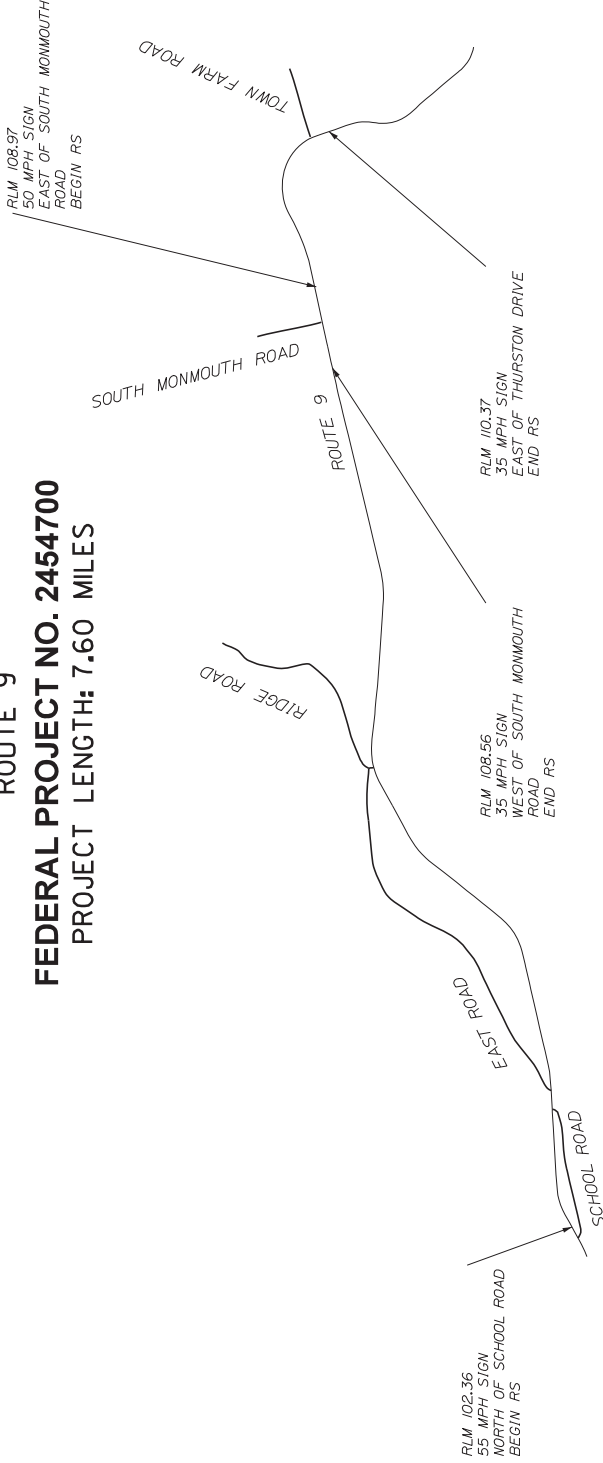 ROUTE 9
FEDERAL PROJECT NO. 2454700
PROJECT LENGTH: 7.60 MILES
RLM 108.97
50 MPH SIGN
EAST OF SOUTH MONMOUTH
ROAD
BEGIN RS
TOWN FARM ROAD
SOUTH MONMOUTH ROAD
ROUTE 9
RIDGE ROAD
EAST ROAD
SCHOOL ROAD
RLM 102.36
55 MPH SIGN
NORTH OF SCHOOL ROAD
BEGIN RS
RLM 108.56
35 MPH SIGN
WEST OF SOUTH MONMOUTH
ROAD
END RS
RLM 110.37
35 MPH SIGN
EAST OF THURSTON DRIVE
END RS